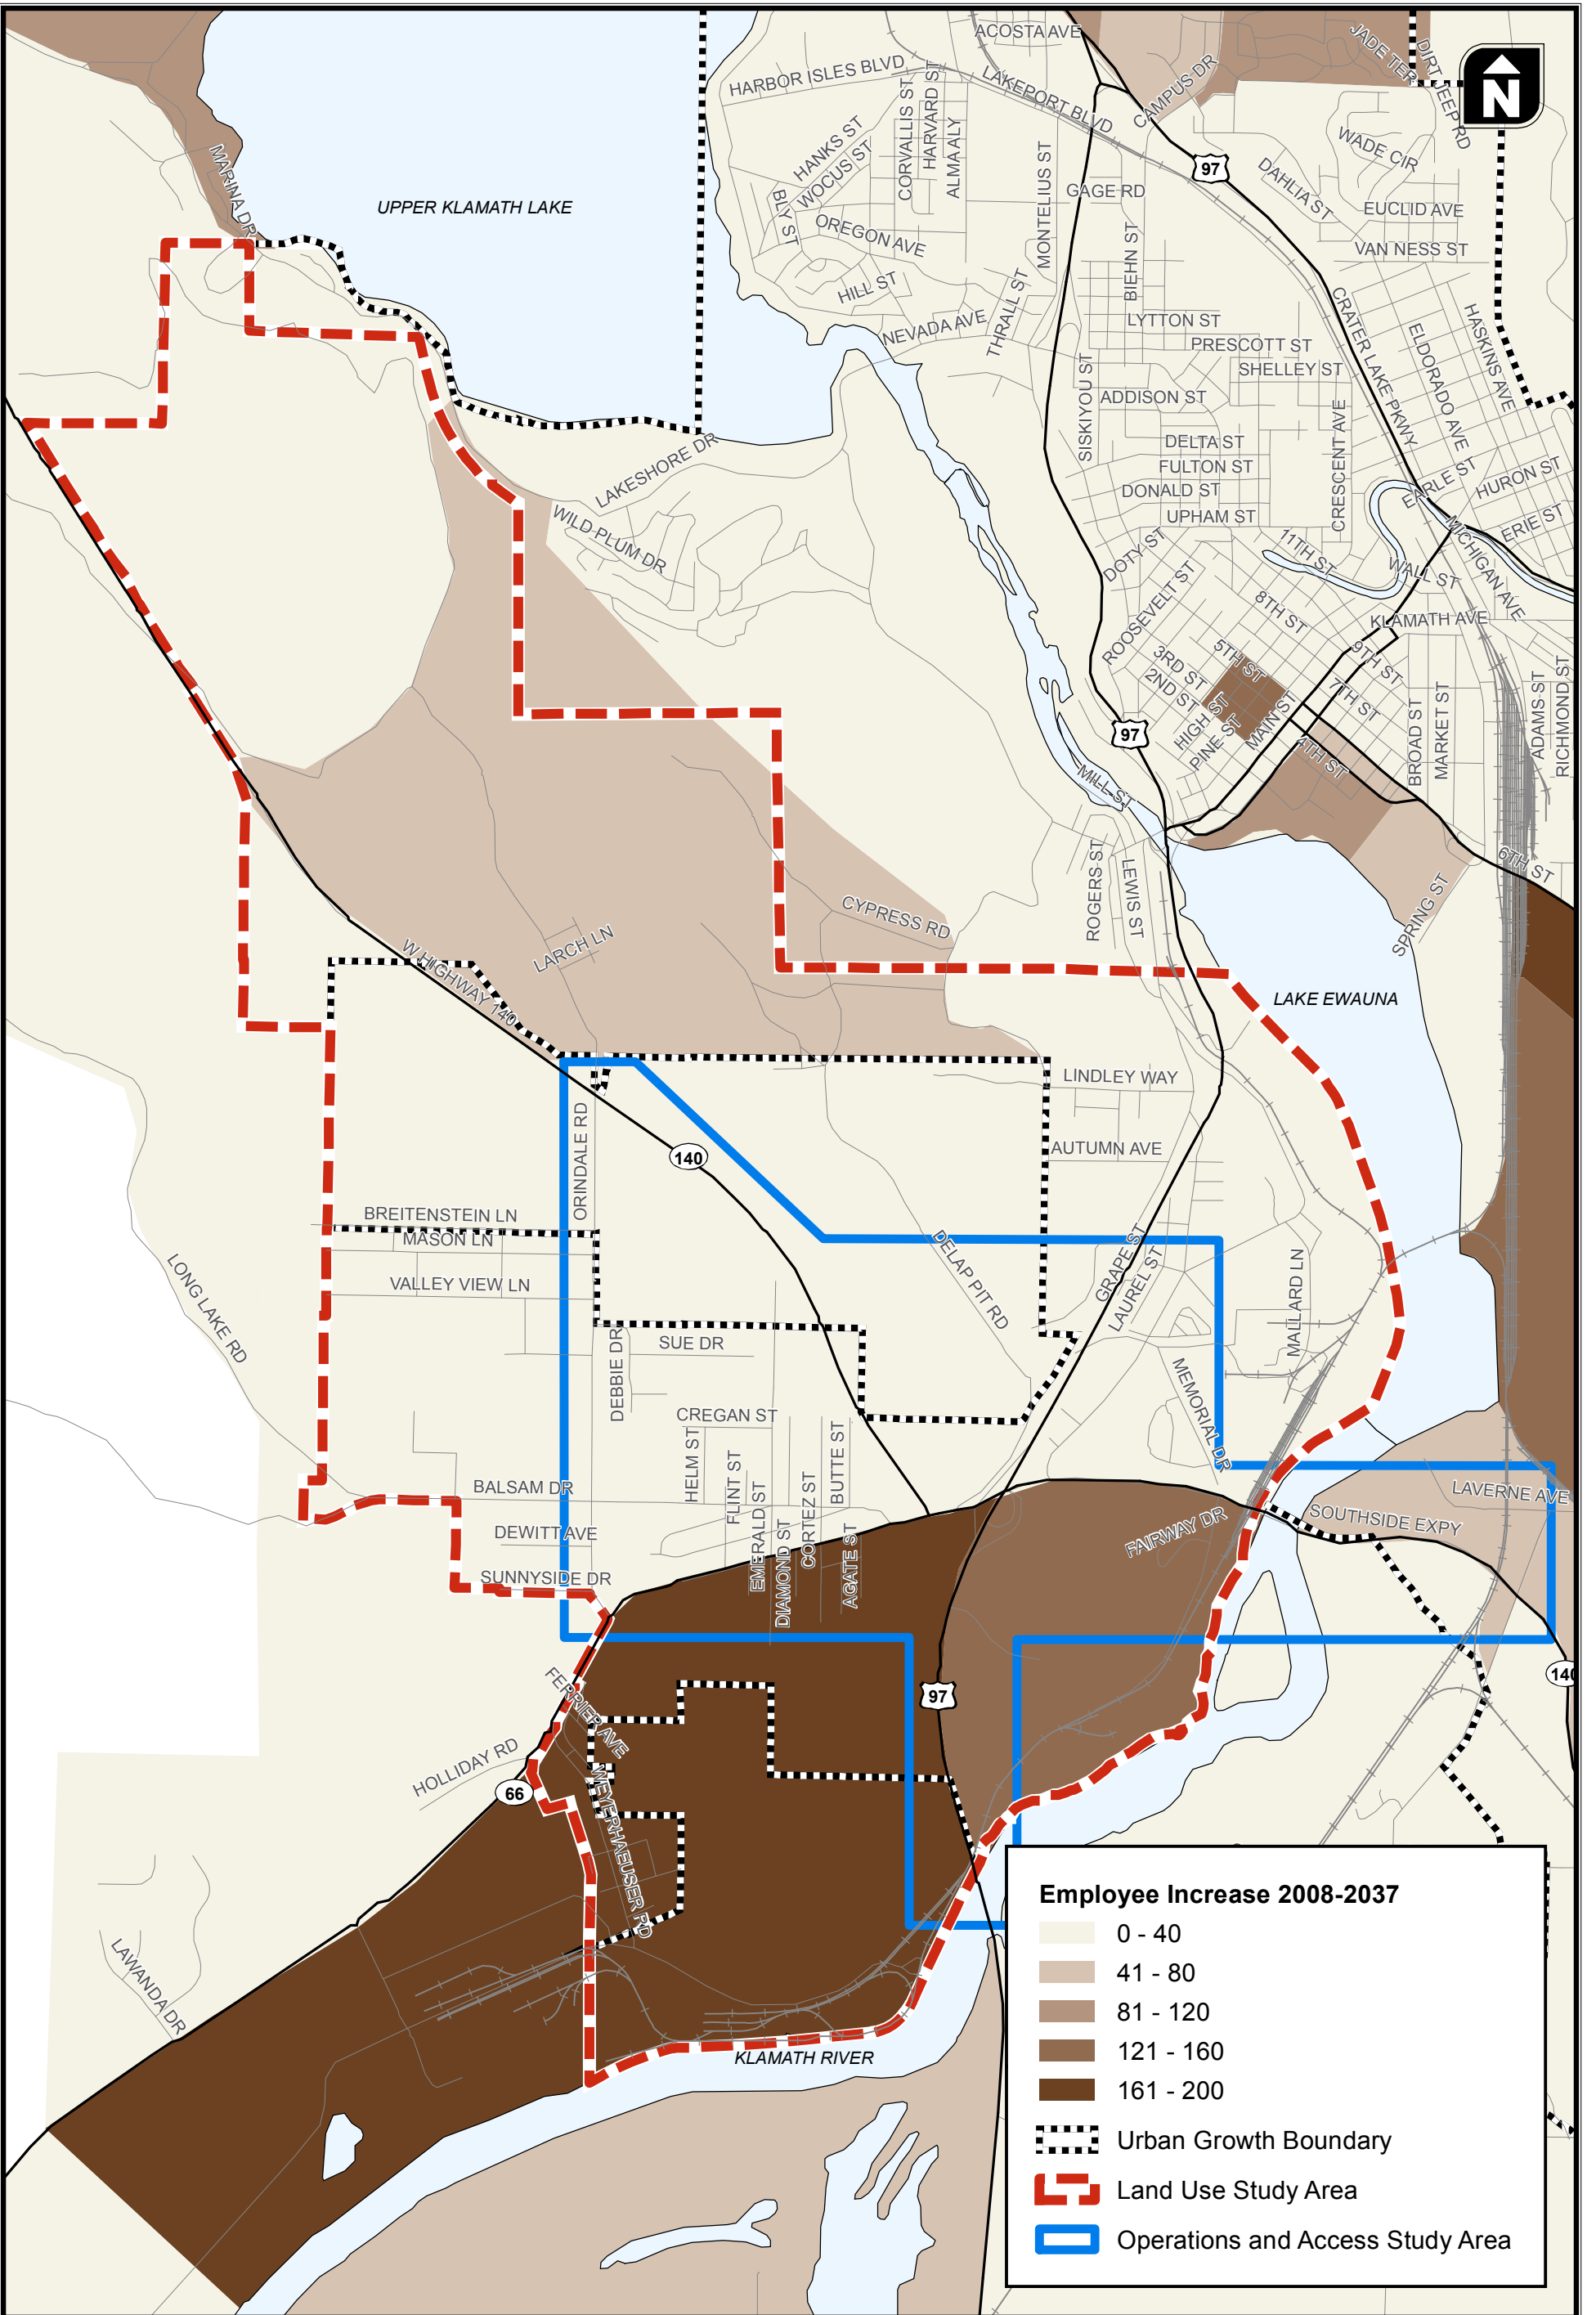 ACOSTA AVE
HARBOR ISLES BLVD
LAKEPORT BLVD
CAMPUS DR
JADE TER
DIRT JEEP RD
N
HANKS ST
WOCUS ST
CORVALLIS ST
HARVARD ST
ALMA ALY
MONTELIUS ST
GAGE RD
97
DAHLIA ST
WADE CIR
EUCLID AVE
VAN NESS ST
MARINA DR
UPPER KLAMATH LAKE
BLY ST
OREGON AVE
HILL ST
NEVADA AVE
THRALL ST
BIEHN ST
LYTTON ST
PRESCOTT ST
SHELLEY ST
CRATER LAKE PKWY
ELDORADO AVE
HASKINS AVE
SISKIYOU ST
ADDISON ST
DELTA ST
FULTON ST
DONALD ST
UPHAM ST
CRESCENT AVE
EARLE ST
HURON ST
ERIE ST
MICHIGAN AVE
LAKESHORE DR
WILD PLUM DR
DOTY ST
11TH ST
WALL ST
ROOSEVELT ST
8TH ST
KLAMATH AVE
5TH ST
9TH ST
3RD ST
2ND ST
7TH ST
HIGH ST
PINE ST
MAIN ST
4TH ST
BROAD ST
MARKET ST
ADAMS ST
RICHMOND ST
97
MILL ST
6TH ST
ROGERS ST
LEWIS ST
SPRING ST
CYPRESS RD
LARCH LN
W HIGHWAY 140
LAKE EWAUNA
LINDLEY WAY
AUTUMN AVE
140
ORINDALE RD
BREITENSTEIN LN
MASON LN
VALLEY VIEW LN
LONG LAKE RD
DELAP PIT RD
GRAPE ST
LAUREL ST
MALLARD LN
SUE DR
DEBBIE DR
MEMORIAL DR
CREGAN ST
HELM ST
FLINT ST
EMERALD ST
DIAMOND ST
CORTEZ ST
BUTTE ST
AGATE ST
BALSAM DR
DEWITT AVE
SUNNYSIDE DR
LAVERNE AVE
SOUTHSIDE EXPY
FAIRWAY DR
140
97
FERRIER AVE
HOLLIDAY RD
66
WEYERHAEUSER RD
LAWANDA DR
KLAMATH RIVER
Employee Increase 2008-2037
0 - 40
41 - 80
81 - 120
121 - 160
161 - 200
Urban Growth Boundary
Land Use Study Area
Operations and Access Study Area